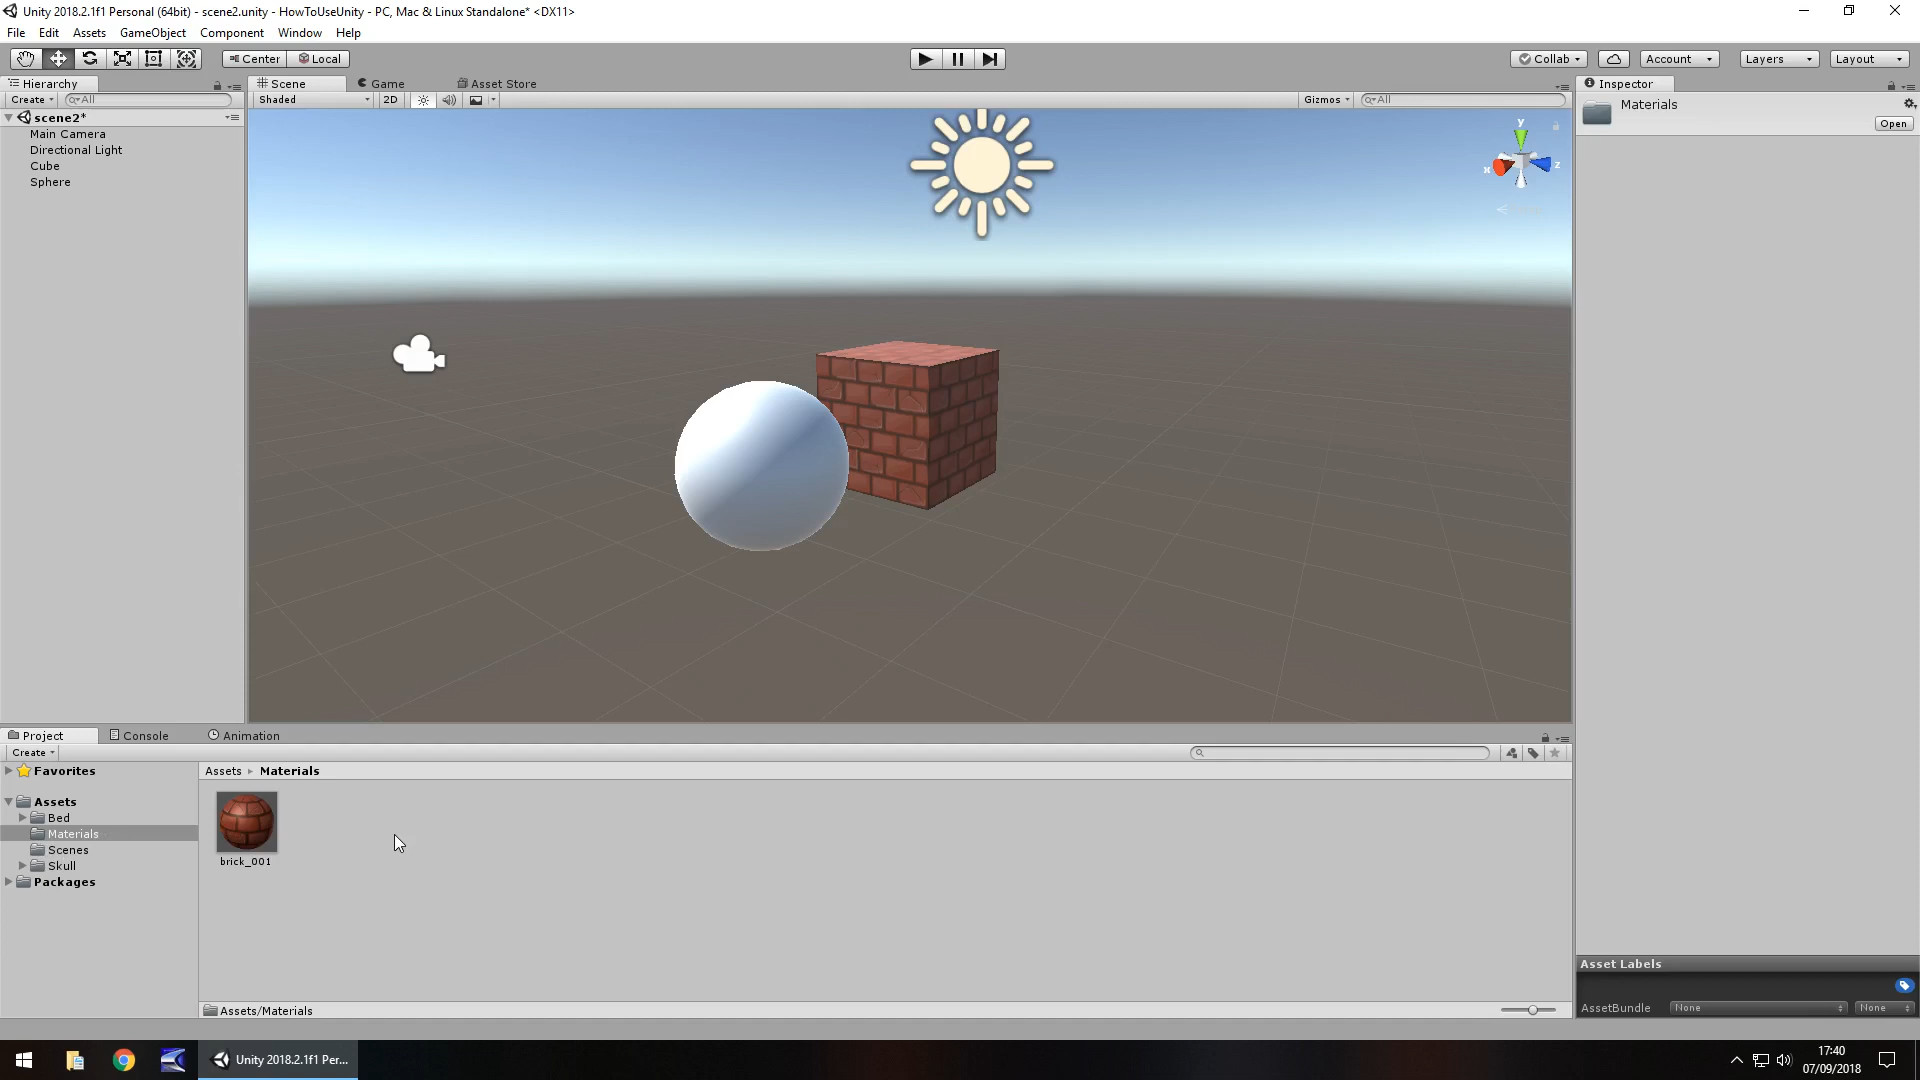 Unity 2018.2.1f1 Personal (64bit) - scene2.unity - HowToUseUnity - PC, Mac & Linux Standalone* <DX11>
File Edit Assets GameObject Component Window Help
Center Local Collab Account Layers Layout
Hierarchy Scene Game Asset Store Inspector
Create All Shaded 2D Gizmos All Materials
Open
scene2*
Main Camera
Directional Light
Cube
Sphere
y
x z
Project Console Animation
Create
Favorites Assets Materials
Assets
Bed
Materials
Scenes
Skull
Packages
brick_001
Assets/Materials
Asset Labels
AssetBundle None None
Unity 2018.2.1f1 Per...
17:40
07/09/2018